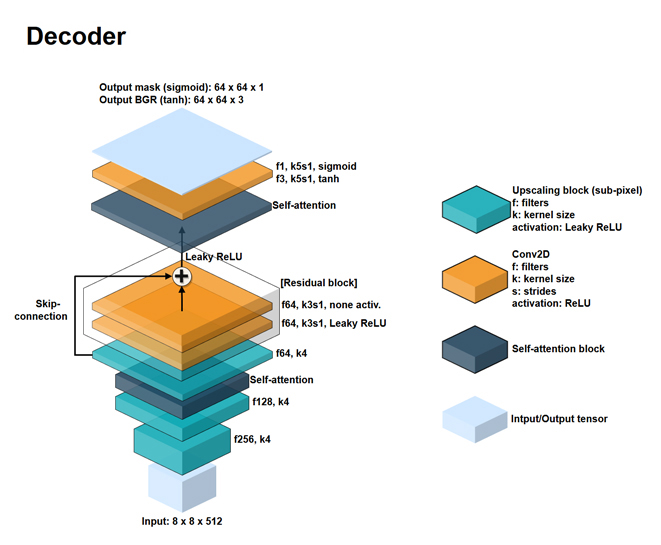 Decoder
Output mask (sigmoid): 64 x 64 x 1
Output BGR (tanh): 64 x 64 x 3
f1, k5s1, sigmoid
f3, k5s1, tanh
Self-attention
Leaky ReLU
[Residual block]
Skip-
connection
f64, k3s1, none activ.
f64, k3s1, Leaky ReLU
f64, k4
Self-attention
f128, k4
f256, k4
Input: 8 x 8 x 512
Upscaling block (sub-pixel)
f: filters
k: kernel size
activation: Leaky ReLU
Conv2D
f: filters
k: kernel size
s: strides
activation: ReLU
Self-attention block
Intput/Output tensor